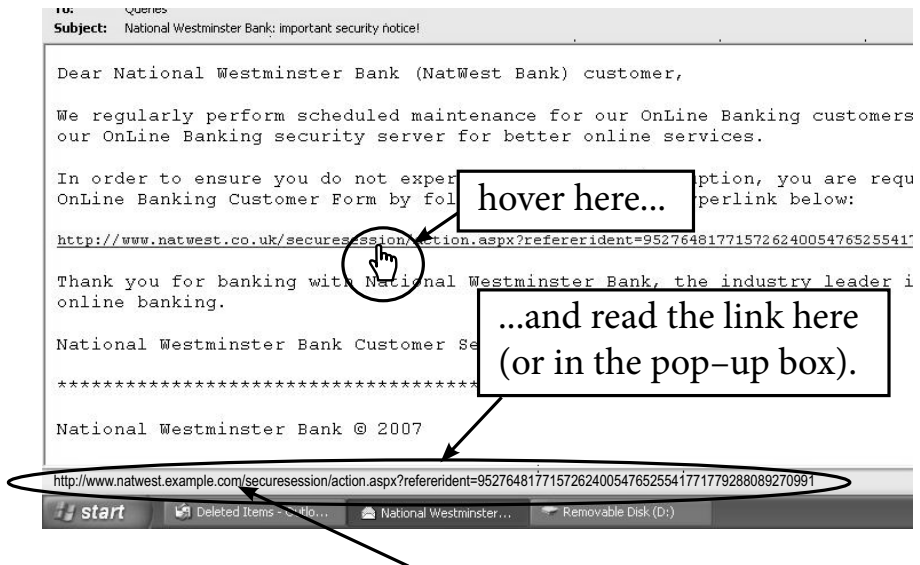 To: Queries
Subject: National Westminster Bank: important security notice!
Dear National Westminster Bank (NatWest Bank) customer,
We regularly perform scheduled maintenance for our OnLine Banking customers
our OnLine Banking security server for better online services.
In order to ensure you do not exper ption, you are requ
OnLine Banking Customer Form by fol perlink below:
hover here...
http://www.natwest.co.uk/securesession/action.aspx?refererident=952764817715726240054765255417
Thank you for banking with National Westminster Bank, the industry leader i
online banking.
...and read the link here
(or in the pop-up box).
National Westminster Bank Customer Se
****************************************
National Westminster Bank © 2007
http://www.natwest.example.com/securesession/action.aspx?refererident=952764817715726240054765255417717792880892709​91
start Deleted Items - Outlo... National Westminster... Removable Disk (D:)